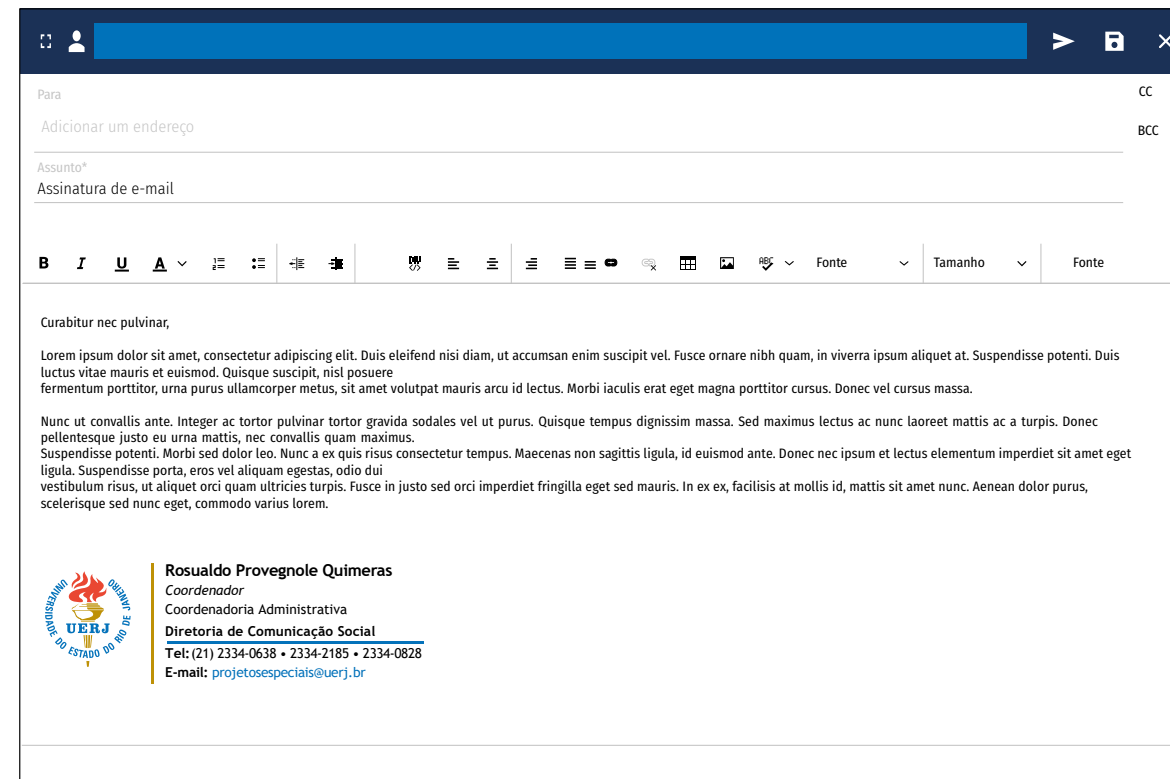 Para
CC
Adicionar um endereço
BCC
Assunto*
Assinatura de e-mail
B I U A ABC Fonte Tamanho Fonte
Curabitur nec pulvinar,
Lorem ipsum dolor sit amet, consectetur adipiscing elit. Duis eleifend nisi diam, ut accumsan enim suscipit vel. Fusce ornare nibh quam, in viverra ipsum aliquet at. Suspendisse potenti. Duis
luctus vitae mauris et euismod. Quisque suscipit, nisl posuere
fermentum porttitor, urna purus ullamcorper metus, sit amet volutpat mauris arcu id lectus. Morbi iaculis erat eget magna porttitor cursus. Donec vel cursus massa.
Nunc ut convallis ante. Integer ac tortor pulvinar tortor gravida sodales vel ut purus. Quisque tempus dignissim massa. Sed maximus lectus ac nunc laoreet mattis ac a turpis. Donec
pellentesque justo eu urna mattis, nec convallis quam maximus.
Suspendisse potenti. Morbi sed dolor leo. Nunc a ex quis risus consectetur tempus. Maecenas non sagittis ligula, id euismod ante. Donec nec ipsum et lectus elementum imperdiet sit amet eget
ligula. Suspendisse porta, eros vel aliquam egestas, odio dui
vestibulum risus, ut aliquet orci quam ultricies turpis. Fusce in justo sed orci imperdiet fringilla eget sed mauris. In ex ex, facilisis at mollis id, mattis sit amet nunc. Aenean dolor purus,
scelerisque sed nunc eget, commodo varius lorem.
UNIVERSIDADE DO ESTADO DO RIO DE JANEIRO
UERJ
Rosualdo Provegnole Quimeras
Coordenador
Coordenadoria Administrativa
Diretoria de Comunicação Social
Tel: (21) 2334-0638 • 2334-2185 • 2334-0828
E-mail: projetosespeciais@uerj.br